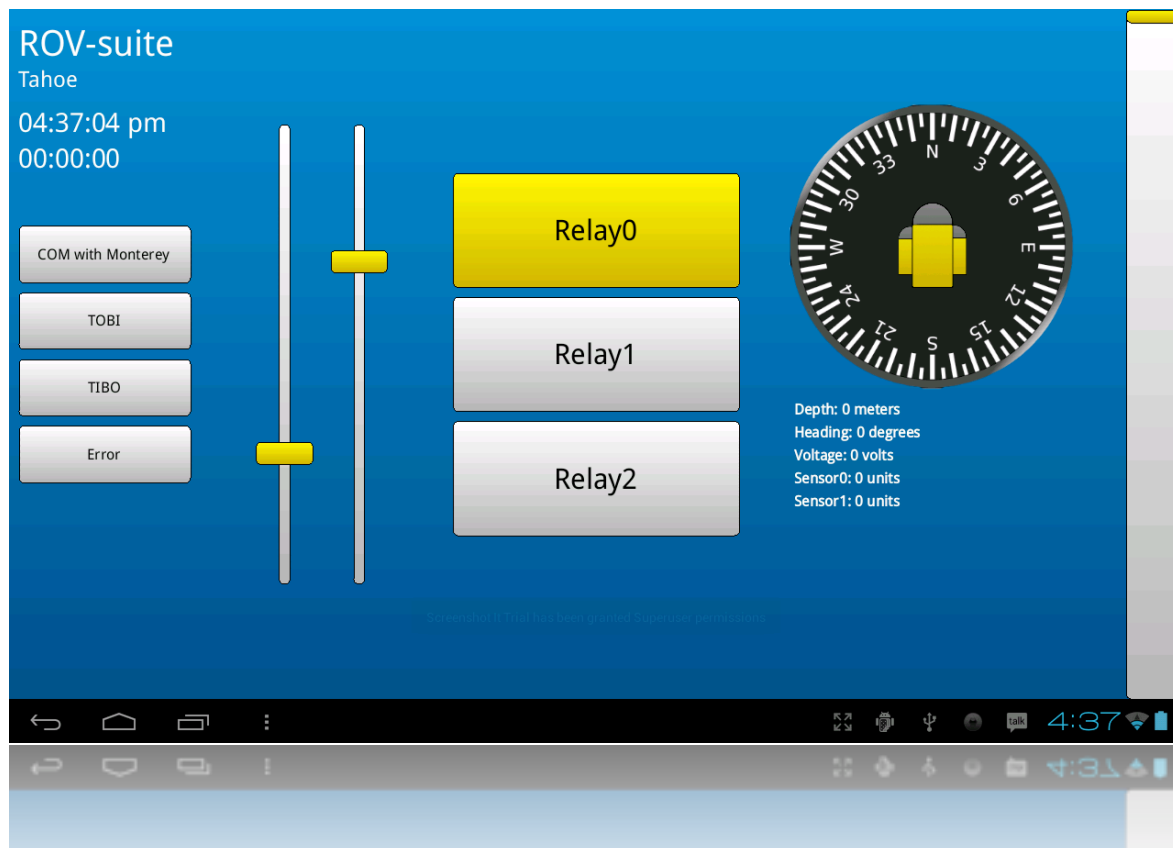 ROV-suite
Tahoe
04:37:04 pm
00:00:00
COM with Monterey
TOBI
TIBO
Error
Relay0
Relay1
Relay2
N
3
6
E
12
15
S
21
24
W
30
33
Depth: 0 meters
Heading: 0 degrees
Voltage: 0 volts
Sensor0: 0 units
Sensor1: 0 units
Screenshot It Trial has been granted Superuser permissions
talk
4:37